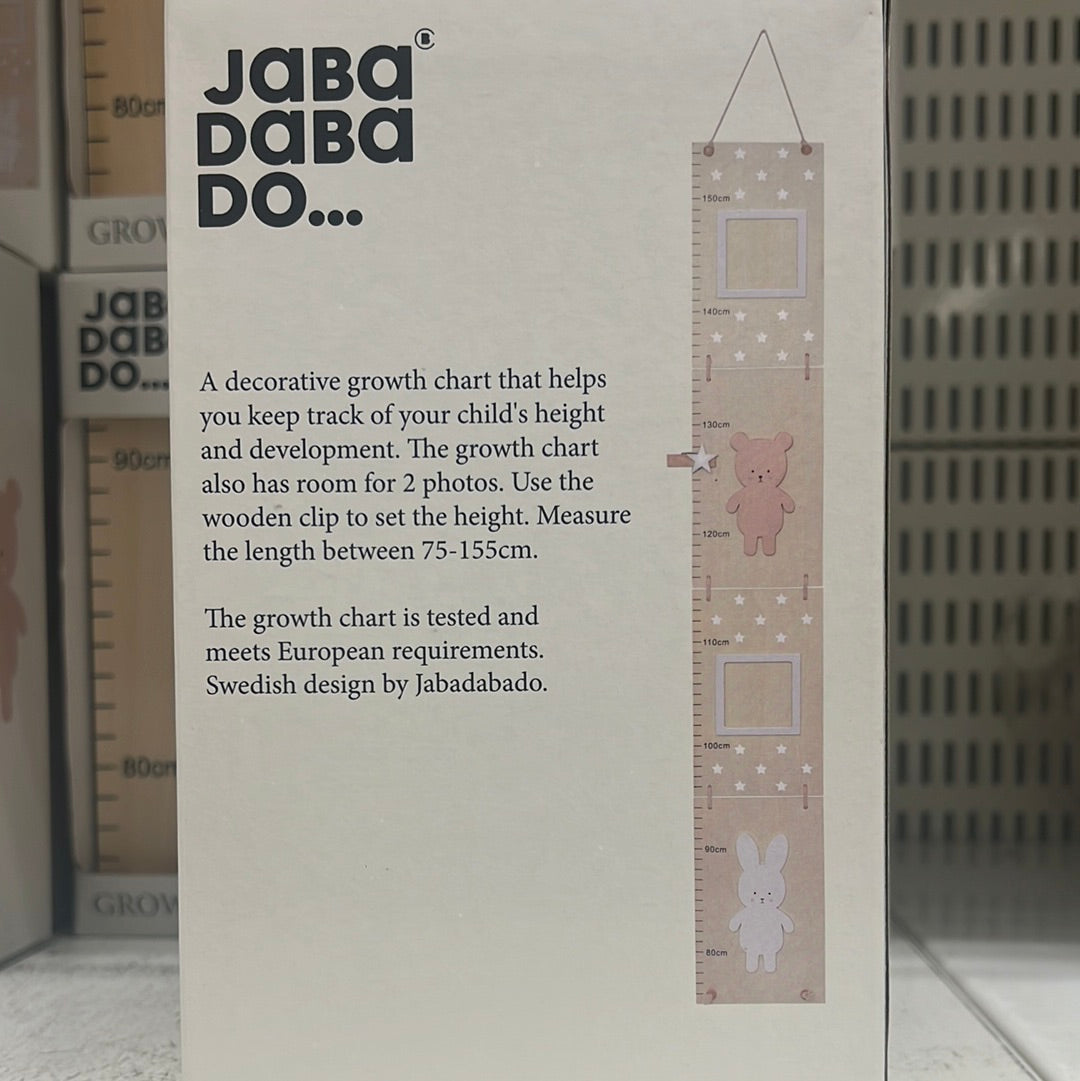 JaBa
DaBa
DO...
B
A decorative growth chart that helps
you keep track of your child's height
and development. The growth chart
also has room for 2 photos. Use the
wooden clip to set the height. Measure
the length between 75-155cm.
The growth chart is tested and
meets European requirements.
Swedish design by Jabadabado.
150cm
140cm
130cm
120cm
110cm
100cm
90cm
80cm
80cm
GROW
JaB
DaB
DO...
90cm
80cm
GROW